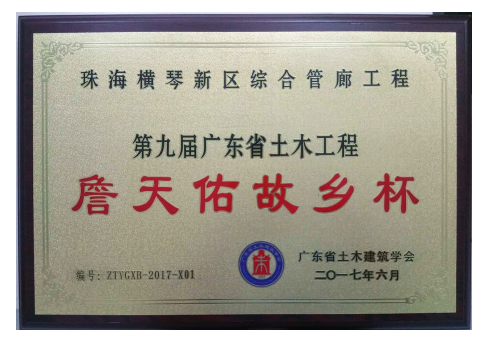 珠海横琴新区综合管廊工程
第九届广东省土木工程
詹天佑故乡杯
广东省土木建筑学会
编号：ZTYGXB-2017-X01
二〇一七年六月